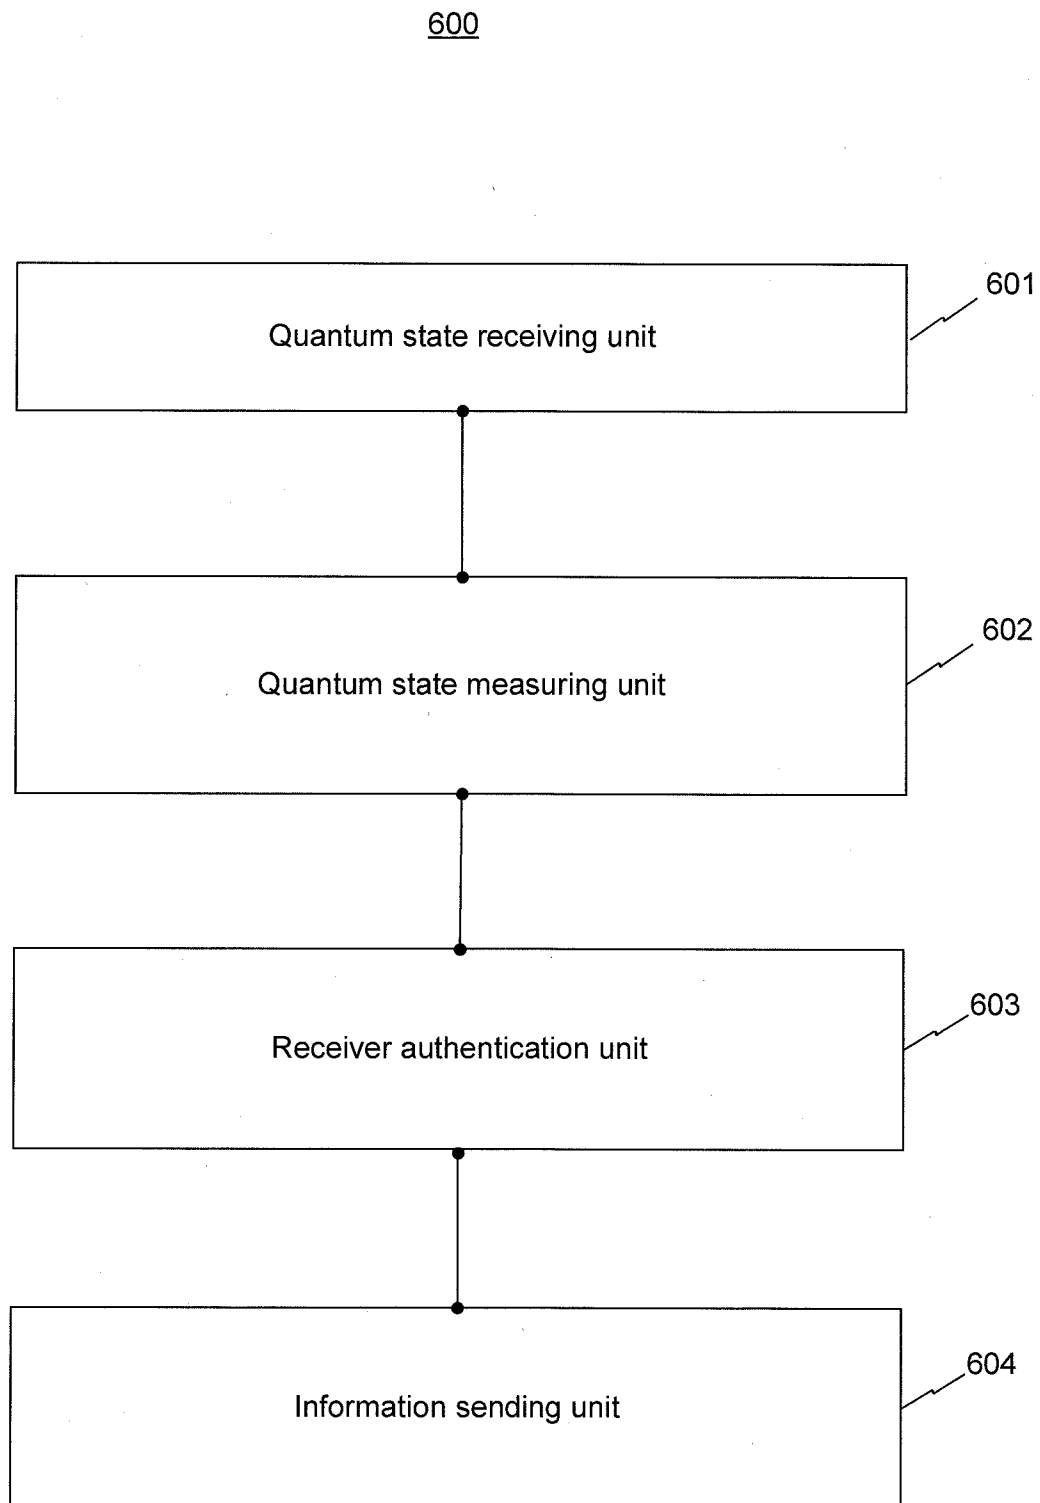 600
601
Quantum state receiving unit
602
Quantum state measuring unit
603
Receiver authentication unit
604
Information sending unit